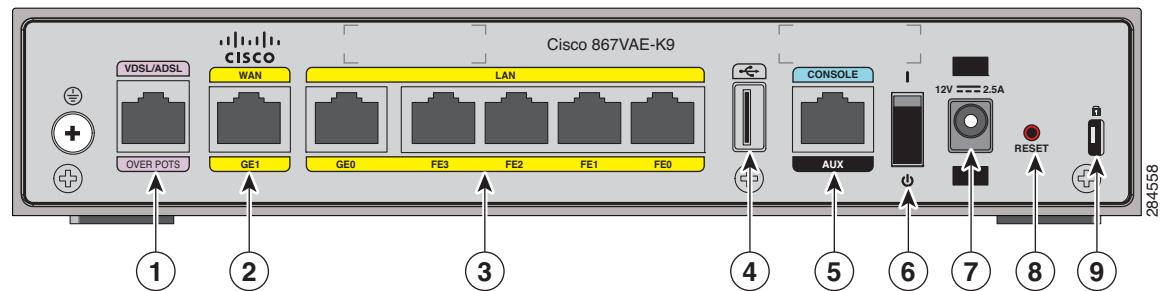 Cisco 867VAE-K9
CISCO
VDSL/ADSL
WAN
LAN
CONSOLE
12V 2.5A
OVER POTS
GE1
GE0
FE3
FE2
FE1
FE0
AUX
RESET
284558
1
2
3
4
5
6
7
8
9